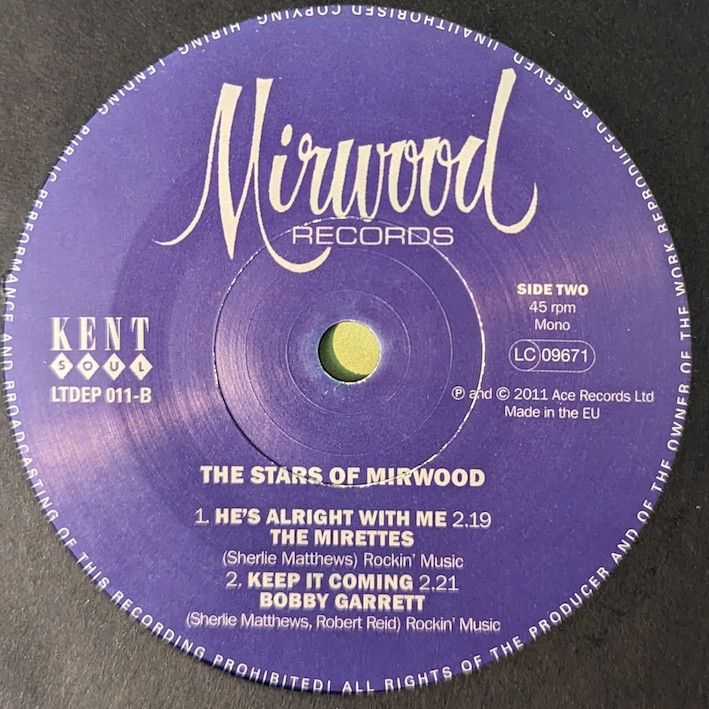 Mirwood
RECORDS
SIDE TWO
45 rpm
Mono
LC 09671
KENT
SOUL
LTDEP 011-B
℗ and © 2011 Ace Records Ltd
Made in the EU
THE STARS OF MIRWOOD
1. HE'S ALRIGHT WITH ME 2.19
THE MIRETTES
(Sherlie Matthews) Rockin' Music
2. KEEP IT COMING 2.21
BOBBY GARRETT
(Sherlie Matthews, Robert Reid) Rockin' Music
ALL RIGHTS OF THE PRODUCER AND OF THE OWNER OF THE WORK REPRODUCED RESERVED UNAUTHORISED COPYING HIRING LENDING PUBLIC PERFORMANCE AND BROADCASTING OF THIS RECORDING PROHIBITED!